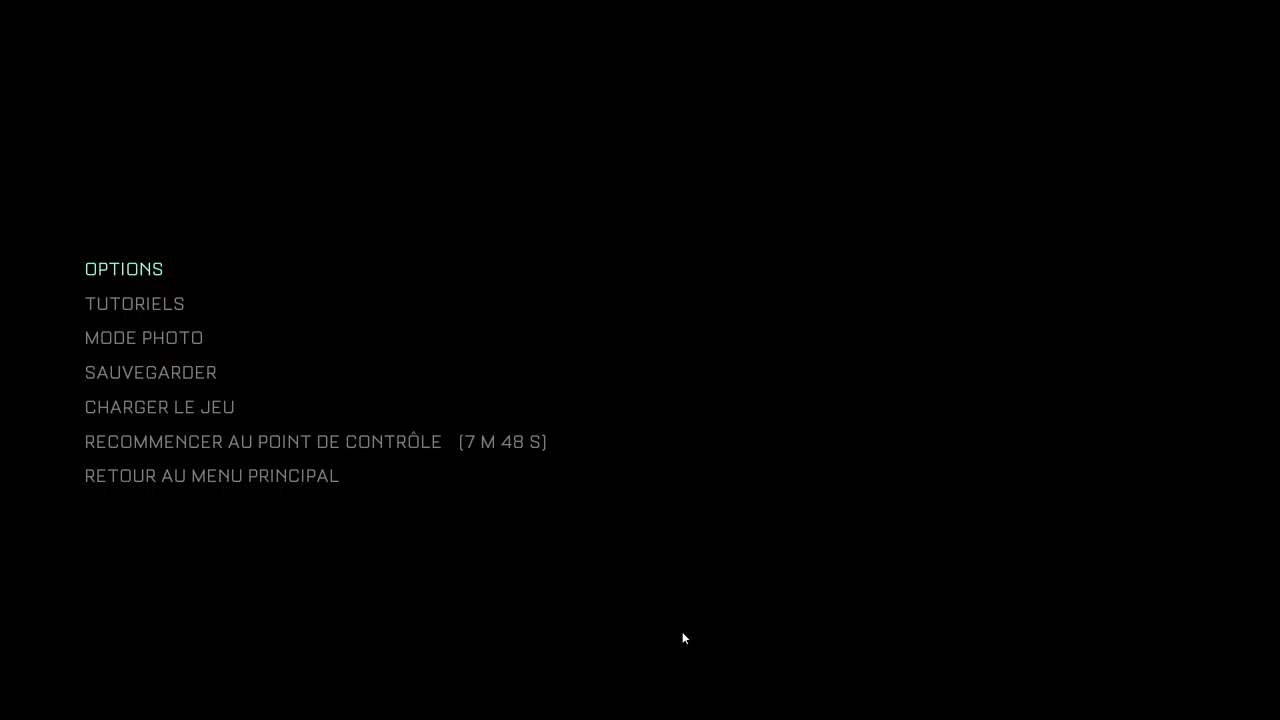 OPTIONS
TUTORIELS
MODE PHOTO
SAUVEGARDER
CHARGER LE JEU
RECOMMENCER AU POINT DE CONTRÔLE (7 M 48 S)
RETOUR AU MENU PRINCIPAL